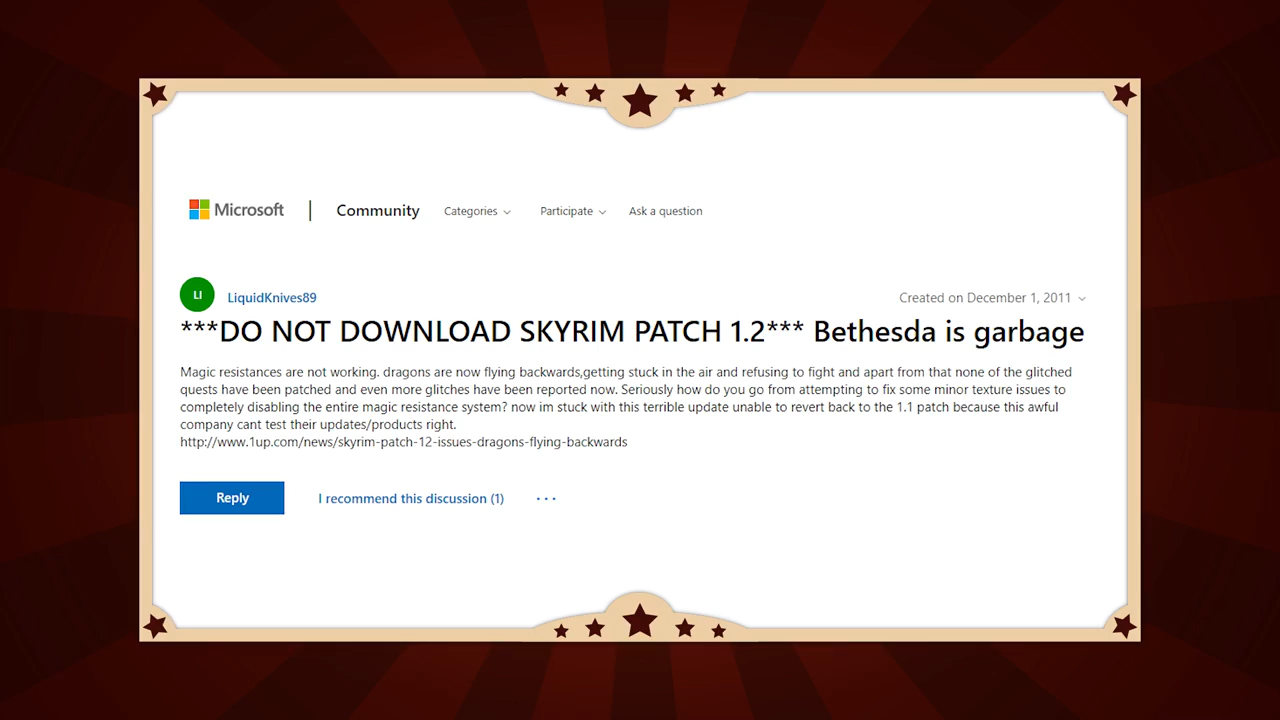 Microsoft | Community Categories Participate Ask a question
LI LiquidKnives89 Created on December 1, 2011
***DO NOT DOWNLOAD SKYRIM PATCH 1.2*** Bethesda is garbage
Magic resistances are not working. dragons are now flying backwards,getting stuck in the air and refusing to fight and apart from that none of the glitched
quests have been patched and even more glitches have been reported now. Seriously how do you go from attempting to fix some minor texture issues to
completely disabling the entire magic resistance system? now im stuck with this terrible update unable to revert back to the 1.1 patch because this awful
company cant test their updates/products right.
http://www.1up.com/news/skyrim-patch-12-issues-dragons-flying-backwards
Reply I recommend this discussion (1) ···